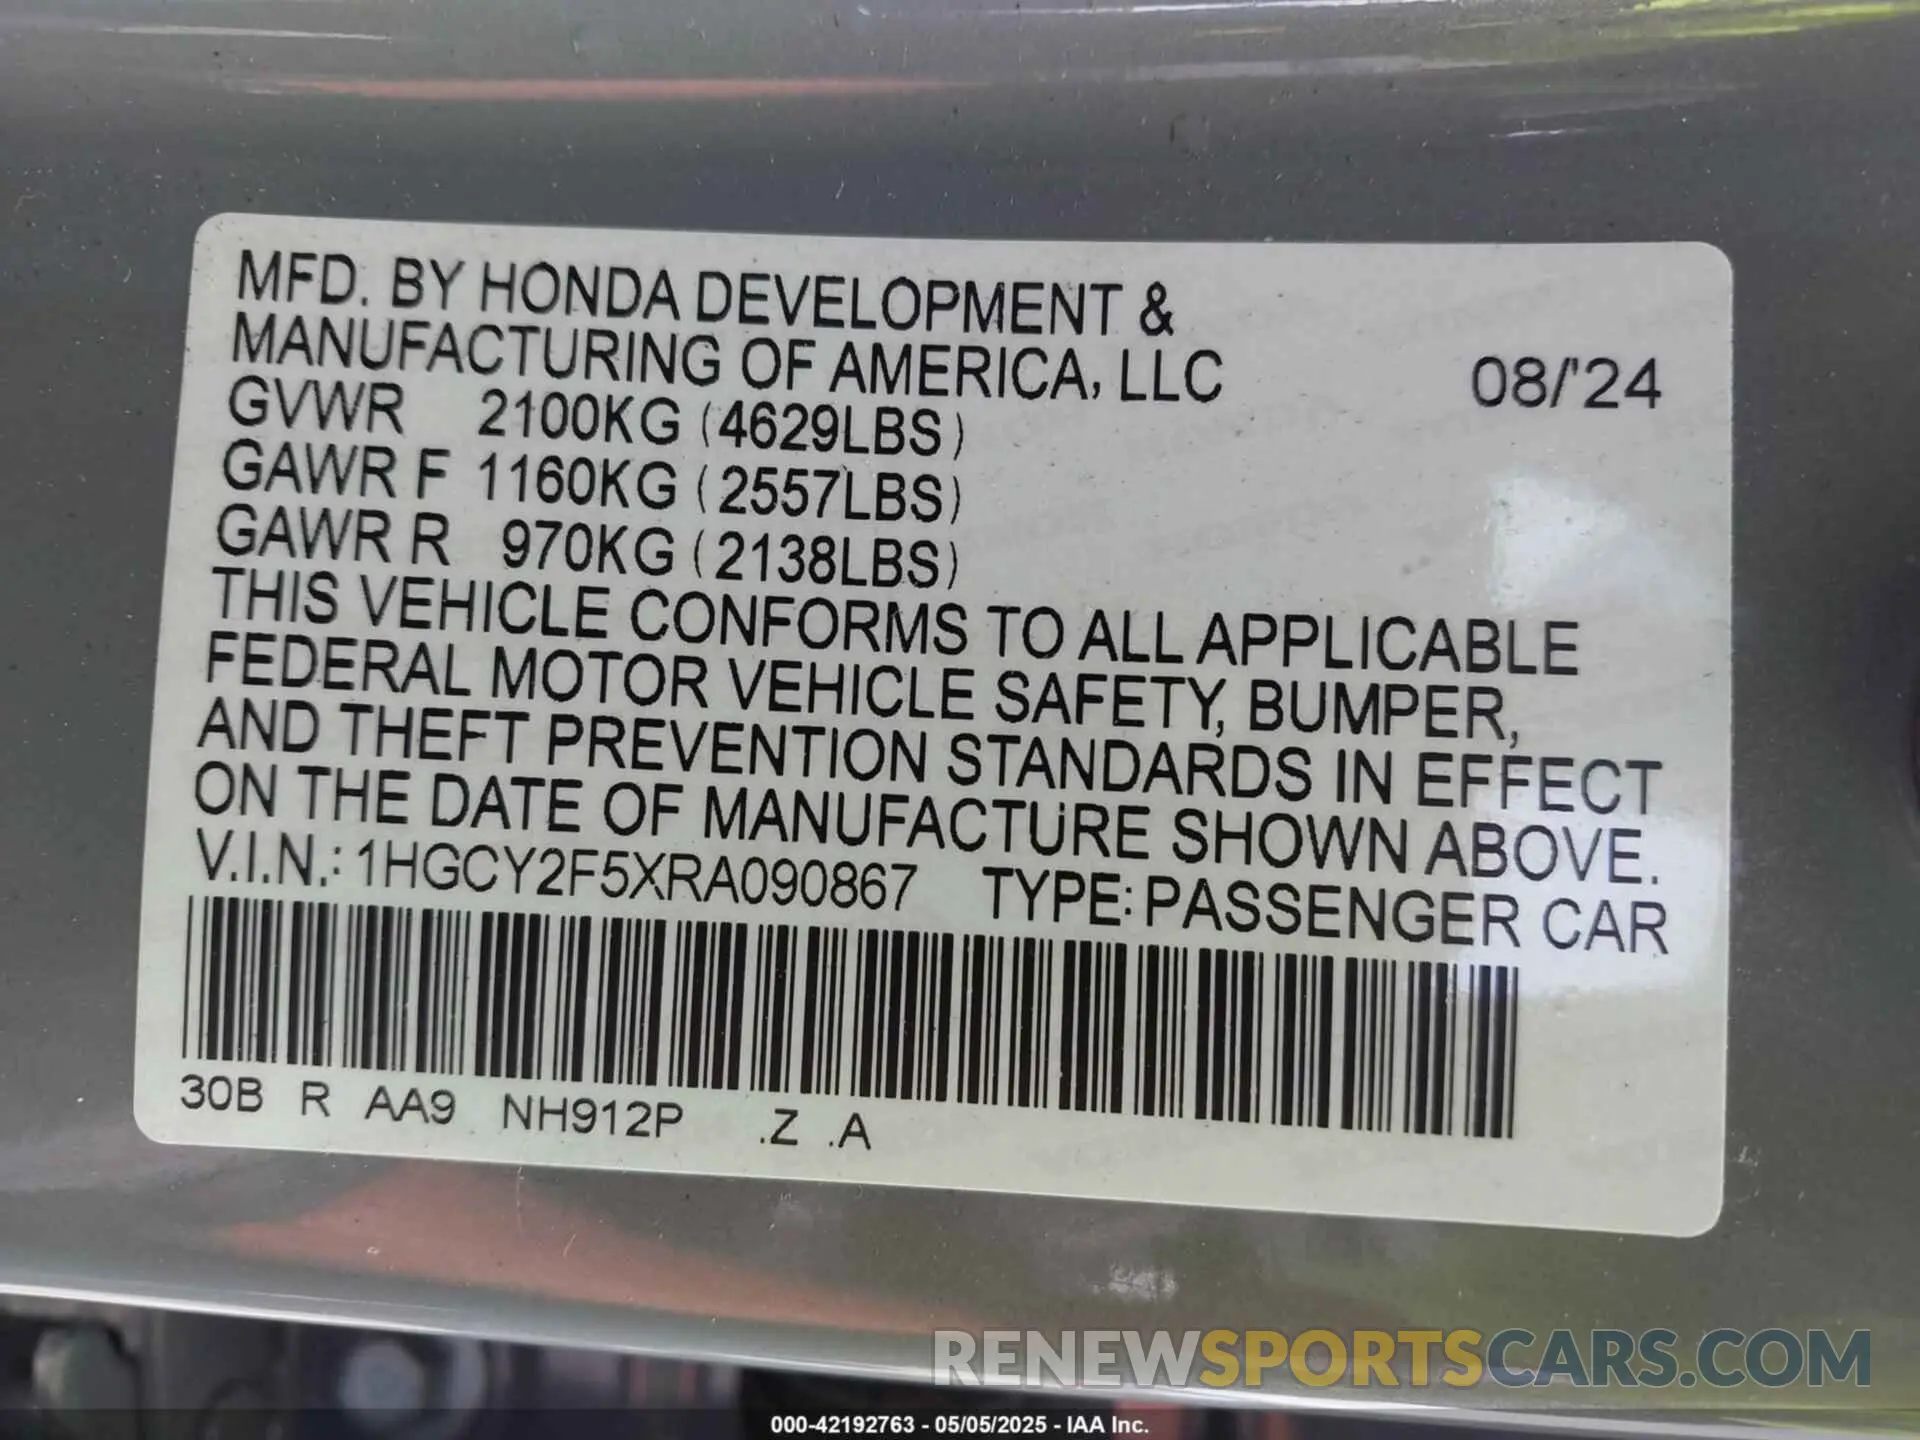 MFD. BY HONDA DEVELOPMENT &
MANUFACTURING OF AMERICA, LLC 08/'24
GVWR 2100KG (4629LBS)
GAWR F 1160KG (2557LBS)
GAWR R 970KG (2138LBS)
THIS VEHICLE CONFORMS TO ALL APPLICABLE
FEDERAL MOTOR VEHICLE SAFETY, BUMPER,
AND THEFT PREVENTION STANDARDS IN EFFECT
ON THE DATE OF MANUFACTURE SHOWN ABOVE.
V.I.N.: 1HGCY2F5XRA090867 TYPE: PASSENGER CAR
30B R AA9 NH912P .Z .A
RENEWSPORTSCARS.COM
000-42192763 - 05/05/2025 - IAA Inc.